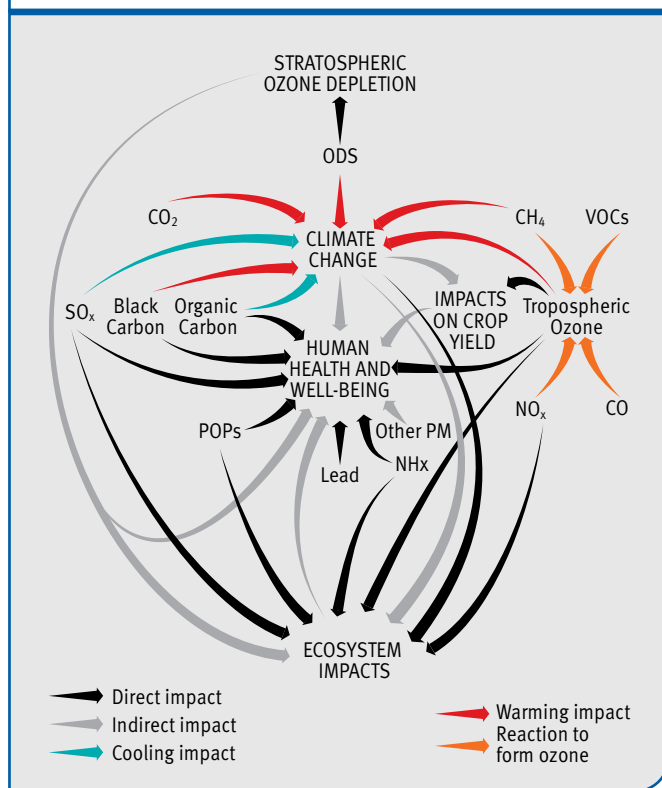 STRATOSPHERIC
OZONE DEPLETION
ODS
CO₂
CH₄
VOCs
CLIMATE
CHANGE
SOₓ
Black
Carbon
Organic
Carbon
IMPACTS
ON CROP
YIELD
Tropospheric
Ozone
HUMAN
HEALTH AND
WELL-BEING
NOₓ
CO
POPs
Other PM
Lead
NHx
ECOSYSTEM
IMPACTS
Direct impact
Indirect impact
Cooling impact
Warming impact
Reaction to
form ozone